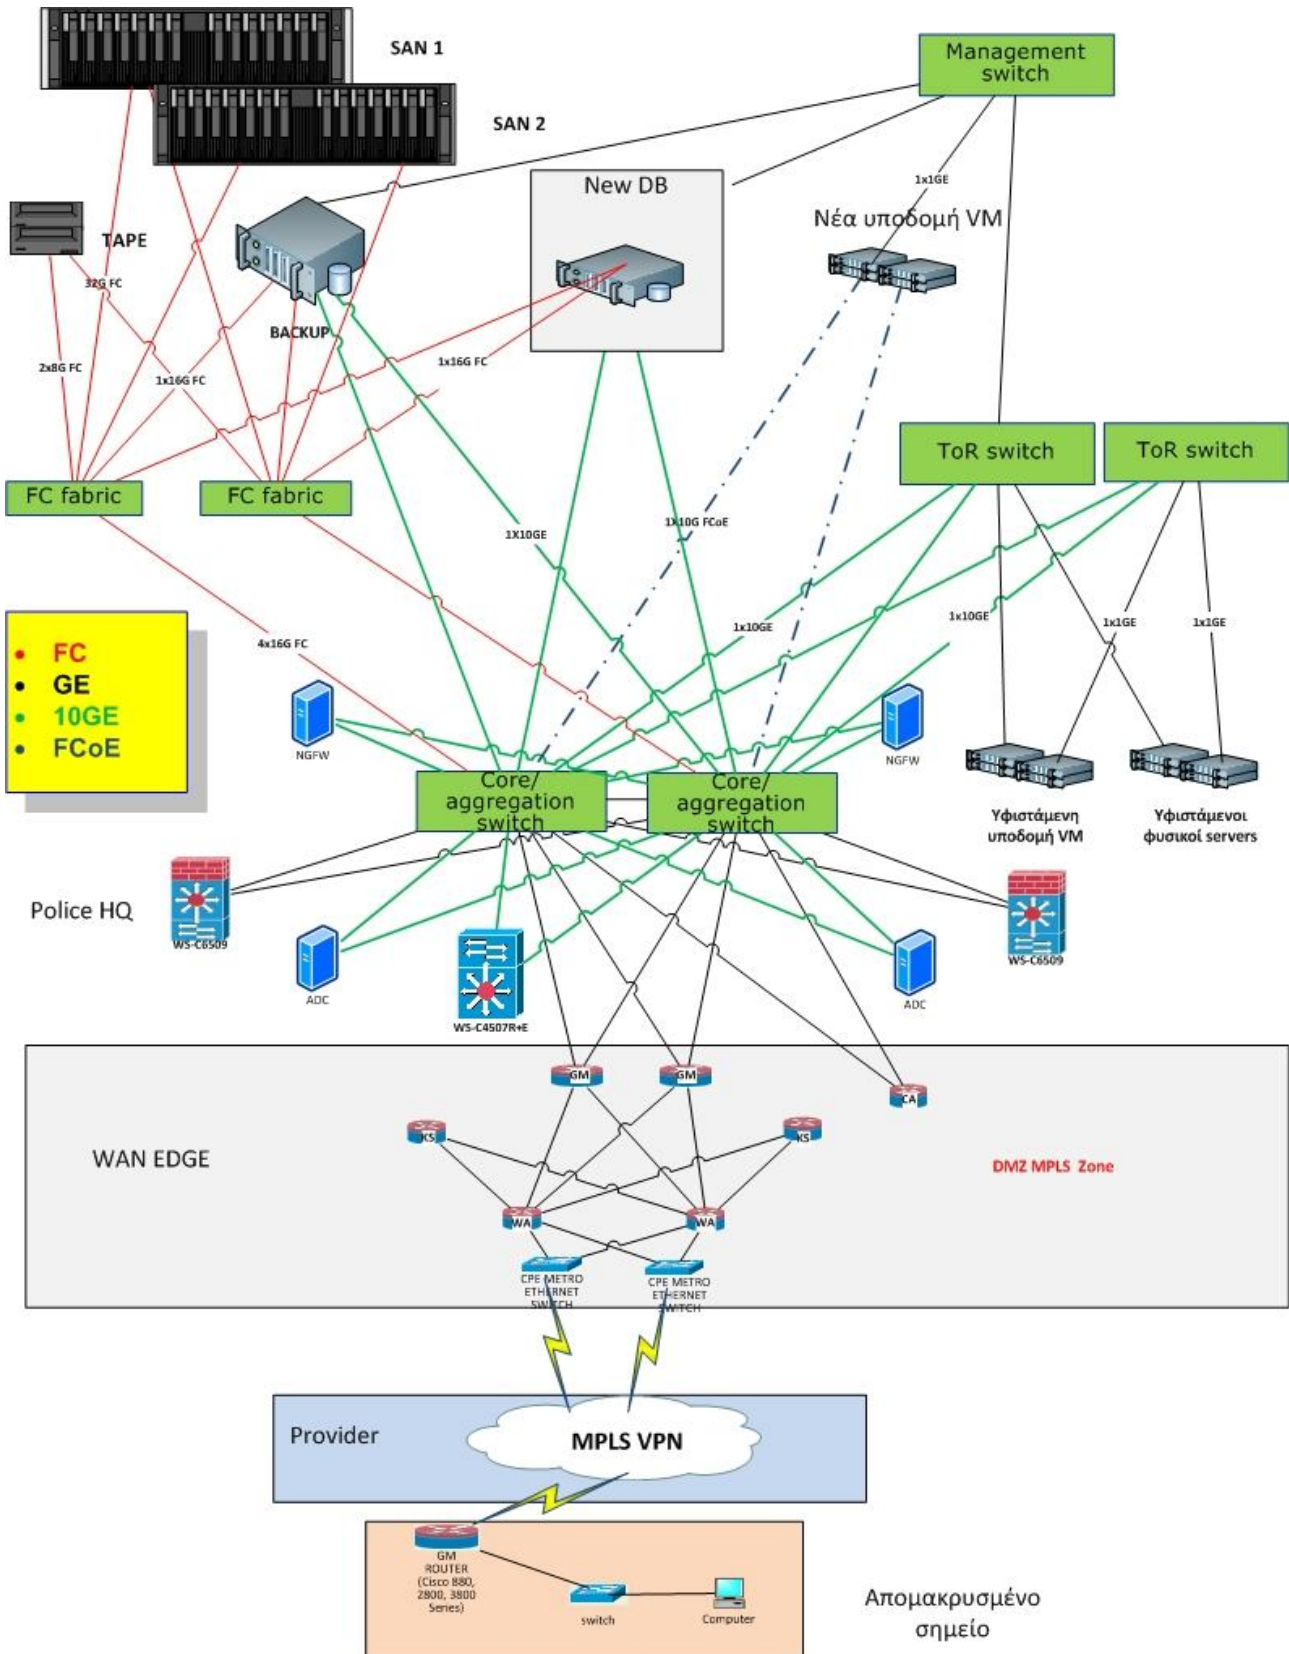 SAN 1
Management
switch
SAN 2
New DB
1x1GE
Νέα υποδομή VM
TAPE
32G FC
BACKUP
2x8G FC
1x16G FC
1x16G FC
ToR switch
ToR switch
FC fabric
FC fabric
1X10GE
1X10G FCoE
1x10GE
1x10GE
1x1GE
1x1GE
4x16G FC
• FC
• GE
• 10GE
• FCoE
NGFW
NGFW
Core/
aggregation
switch
Core/
aggregation
switch
Υφιστάμενη
υποδομή VM
Υφιστάμενοι
φυσικοί servers
Police HQ
WS-C6509
WS-C6509
ADC
ADC
WS-C4507R+E
GM
GM
CA
KS
KS
WAN EDGE
DMZ MPLS Zone
WA
WA
CPE METRO
ETHERNET
SWITCH
CPE METRO
ETHERNET
SWITCH
Provider
MPLS VPN
GM
ROUTER
(Cisco 880,
2800, 3800
Series)
switch
Computer
Απομακρυσμένο
σημείο